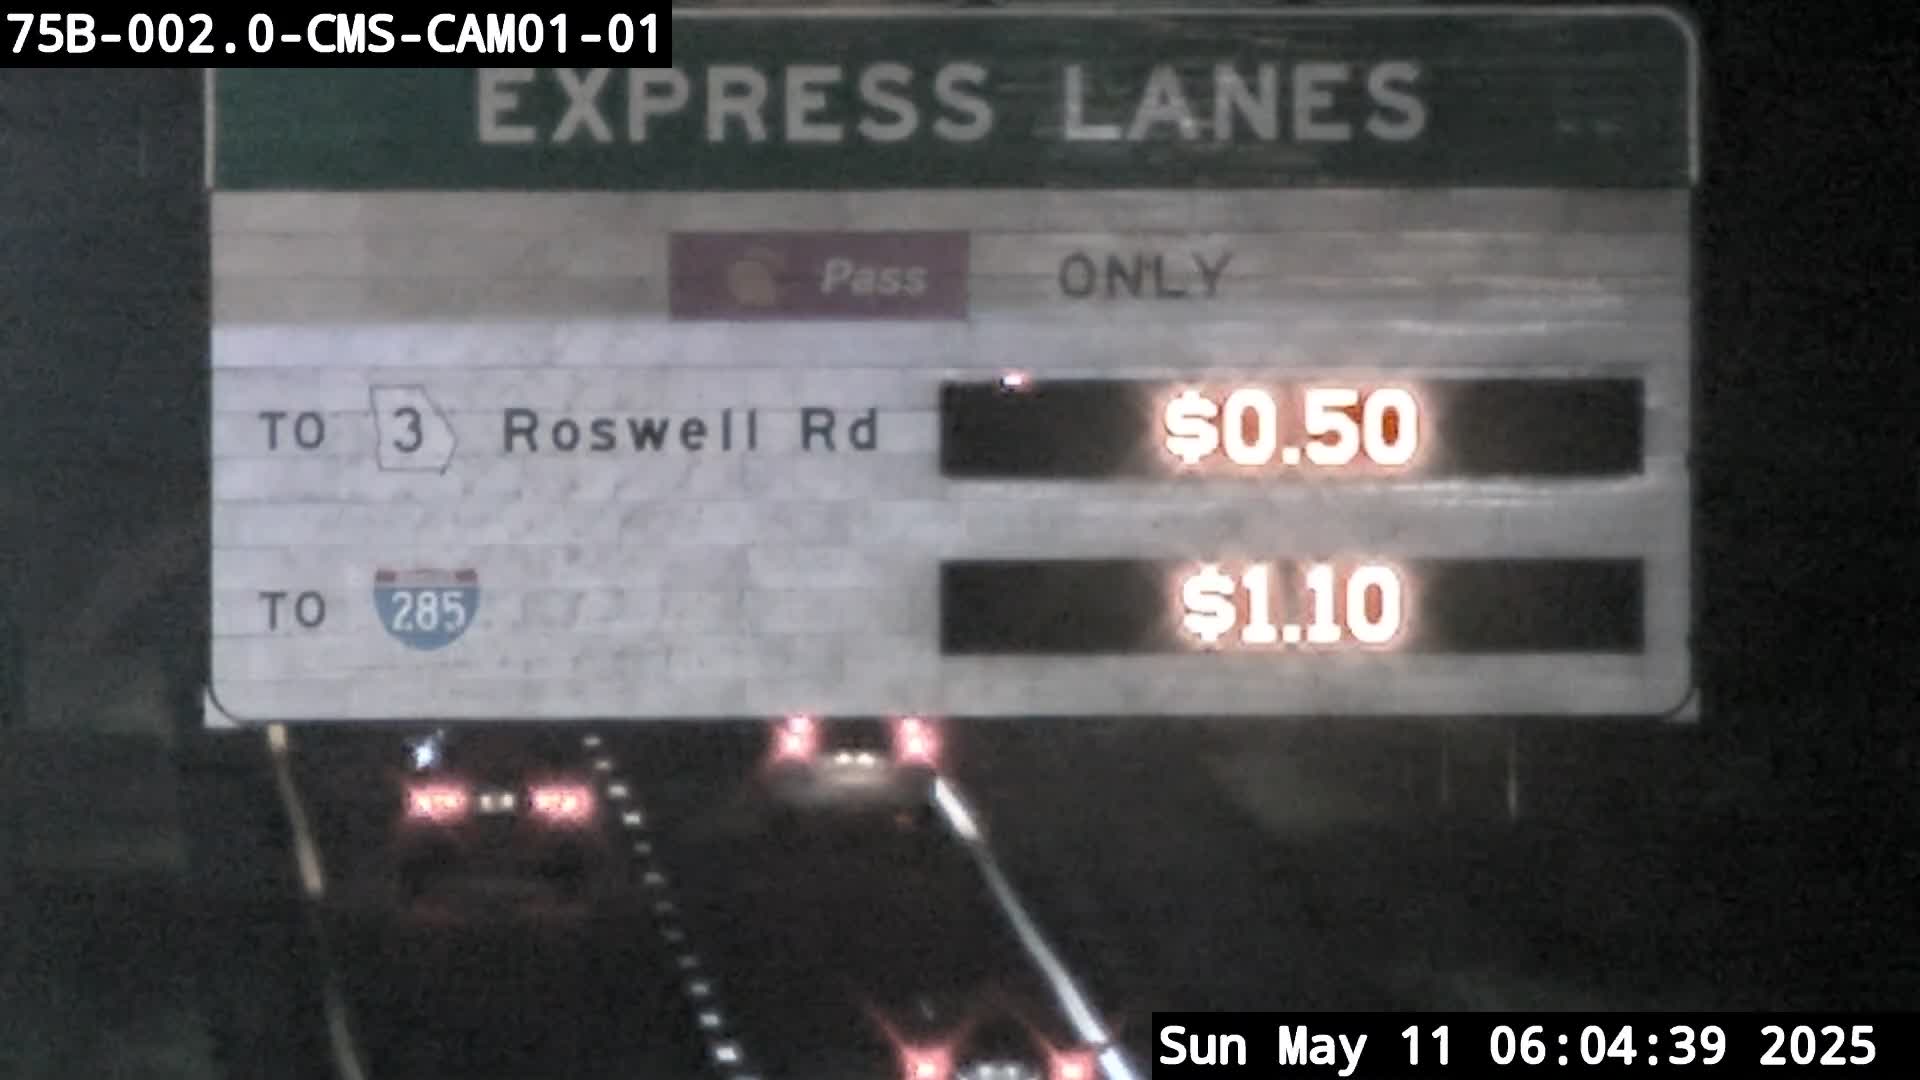 75B-002.0-CMS-CAM01-01
EXPRESS LANES
Pass ONLY
TO 3 Roswell Rd $0.50
TO 285 $1.10
Sun May 11 06:04:39 2025